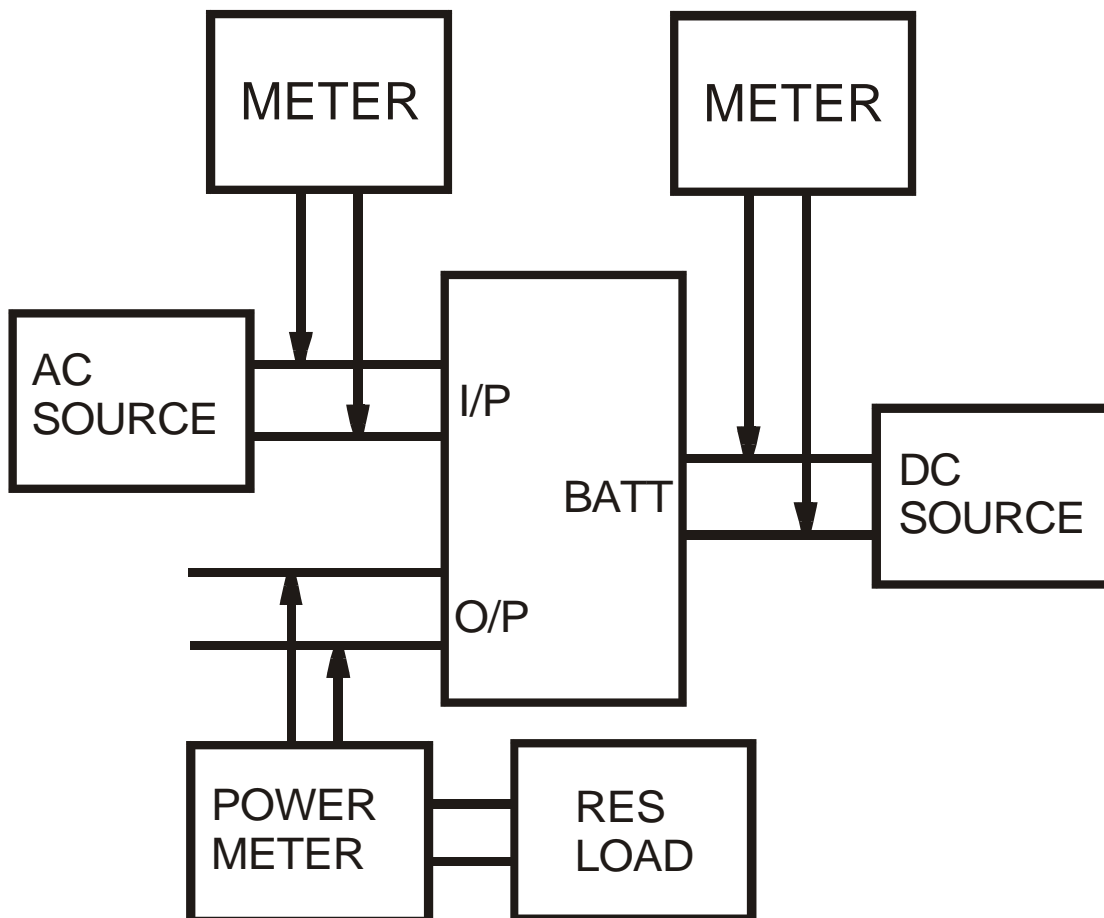 METER
METER
AC
SOURCE
I/P
BATT
DC
SOURCE
O/P
POWER
METER
RES
LOAD